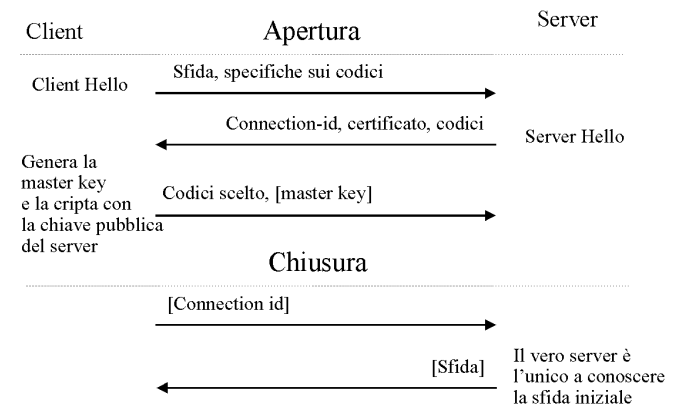 Client
Apertura
Server
Client Hello
Sfida, specifiche sui codici
Connection-id, certificato, codici
Server Hello
Genera la
master key
e la cripta con
la chiave pubblica
del server
Codici scelto, [master key]
Chiusura
[Connection id]
[Sfida]
Il vero server è
l'unico a conoscere
la sfida iniziale